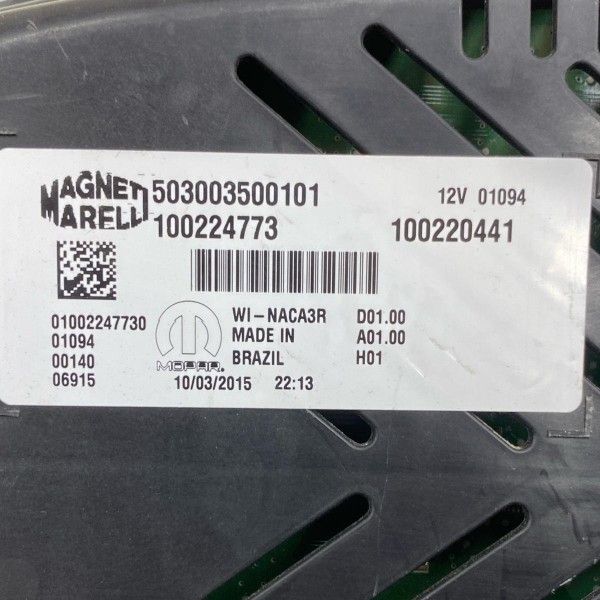 MAGNETI
MARELLI
503003500101
12V 01094
100224773
100220441
01002247730
01094
00140
06915
MOPAR
WI-NACA3R D01.00
MADE IN A01.00
BRAZIL H01
10/03/2015 22:13